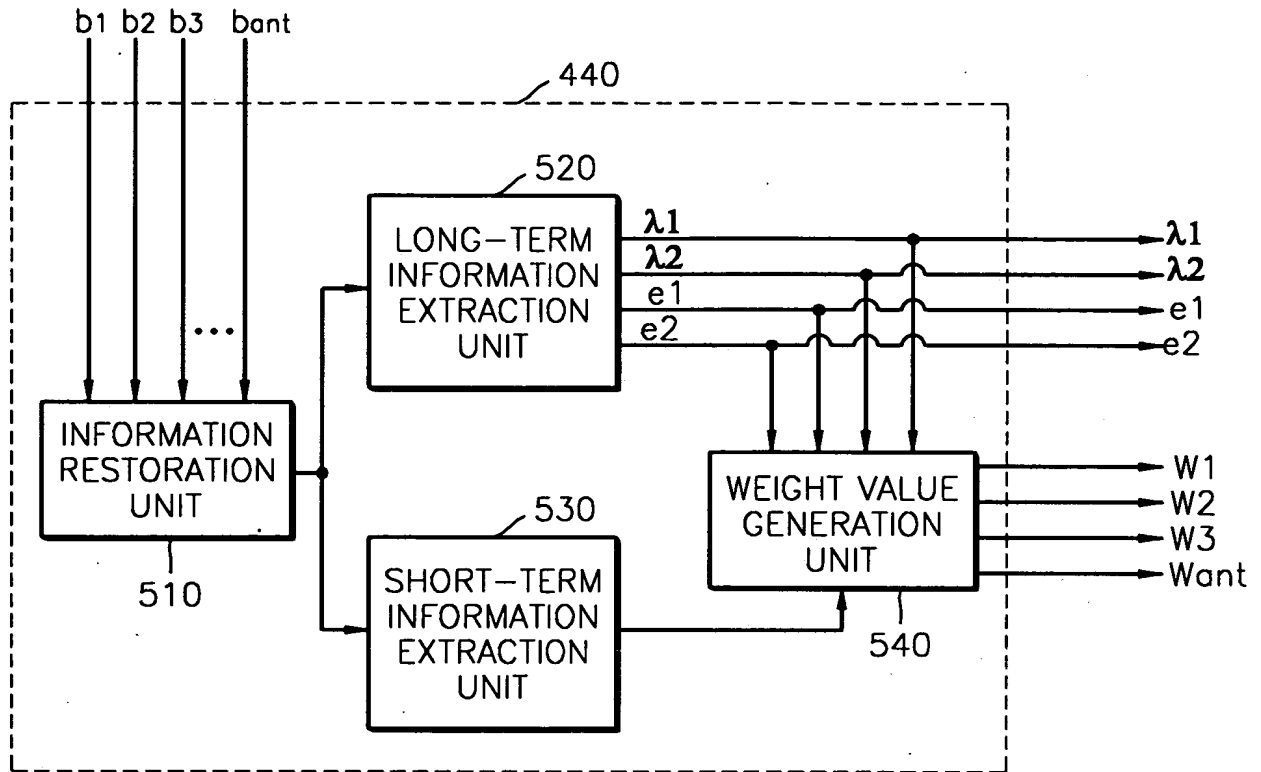 b1 b2 b3 bant
440
520
LONG-TERM
INFORMATION
EXTRACTION
UNIT
λ1
λ2
e1
e2
λ1
λ2
e1
e2
...
INFORMATION
RESTORATION
UNIT
510
530
SHORT-TERM
INFORMATION
EXTRACTION
UNIT
WEIGHT VALUE
GENERATION
UNIT
540
W1
W2
W3
Want